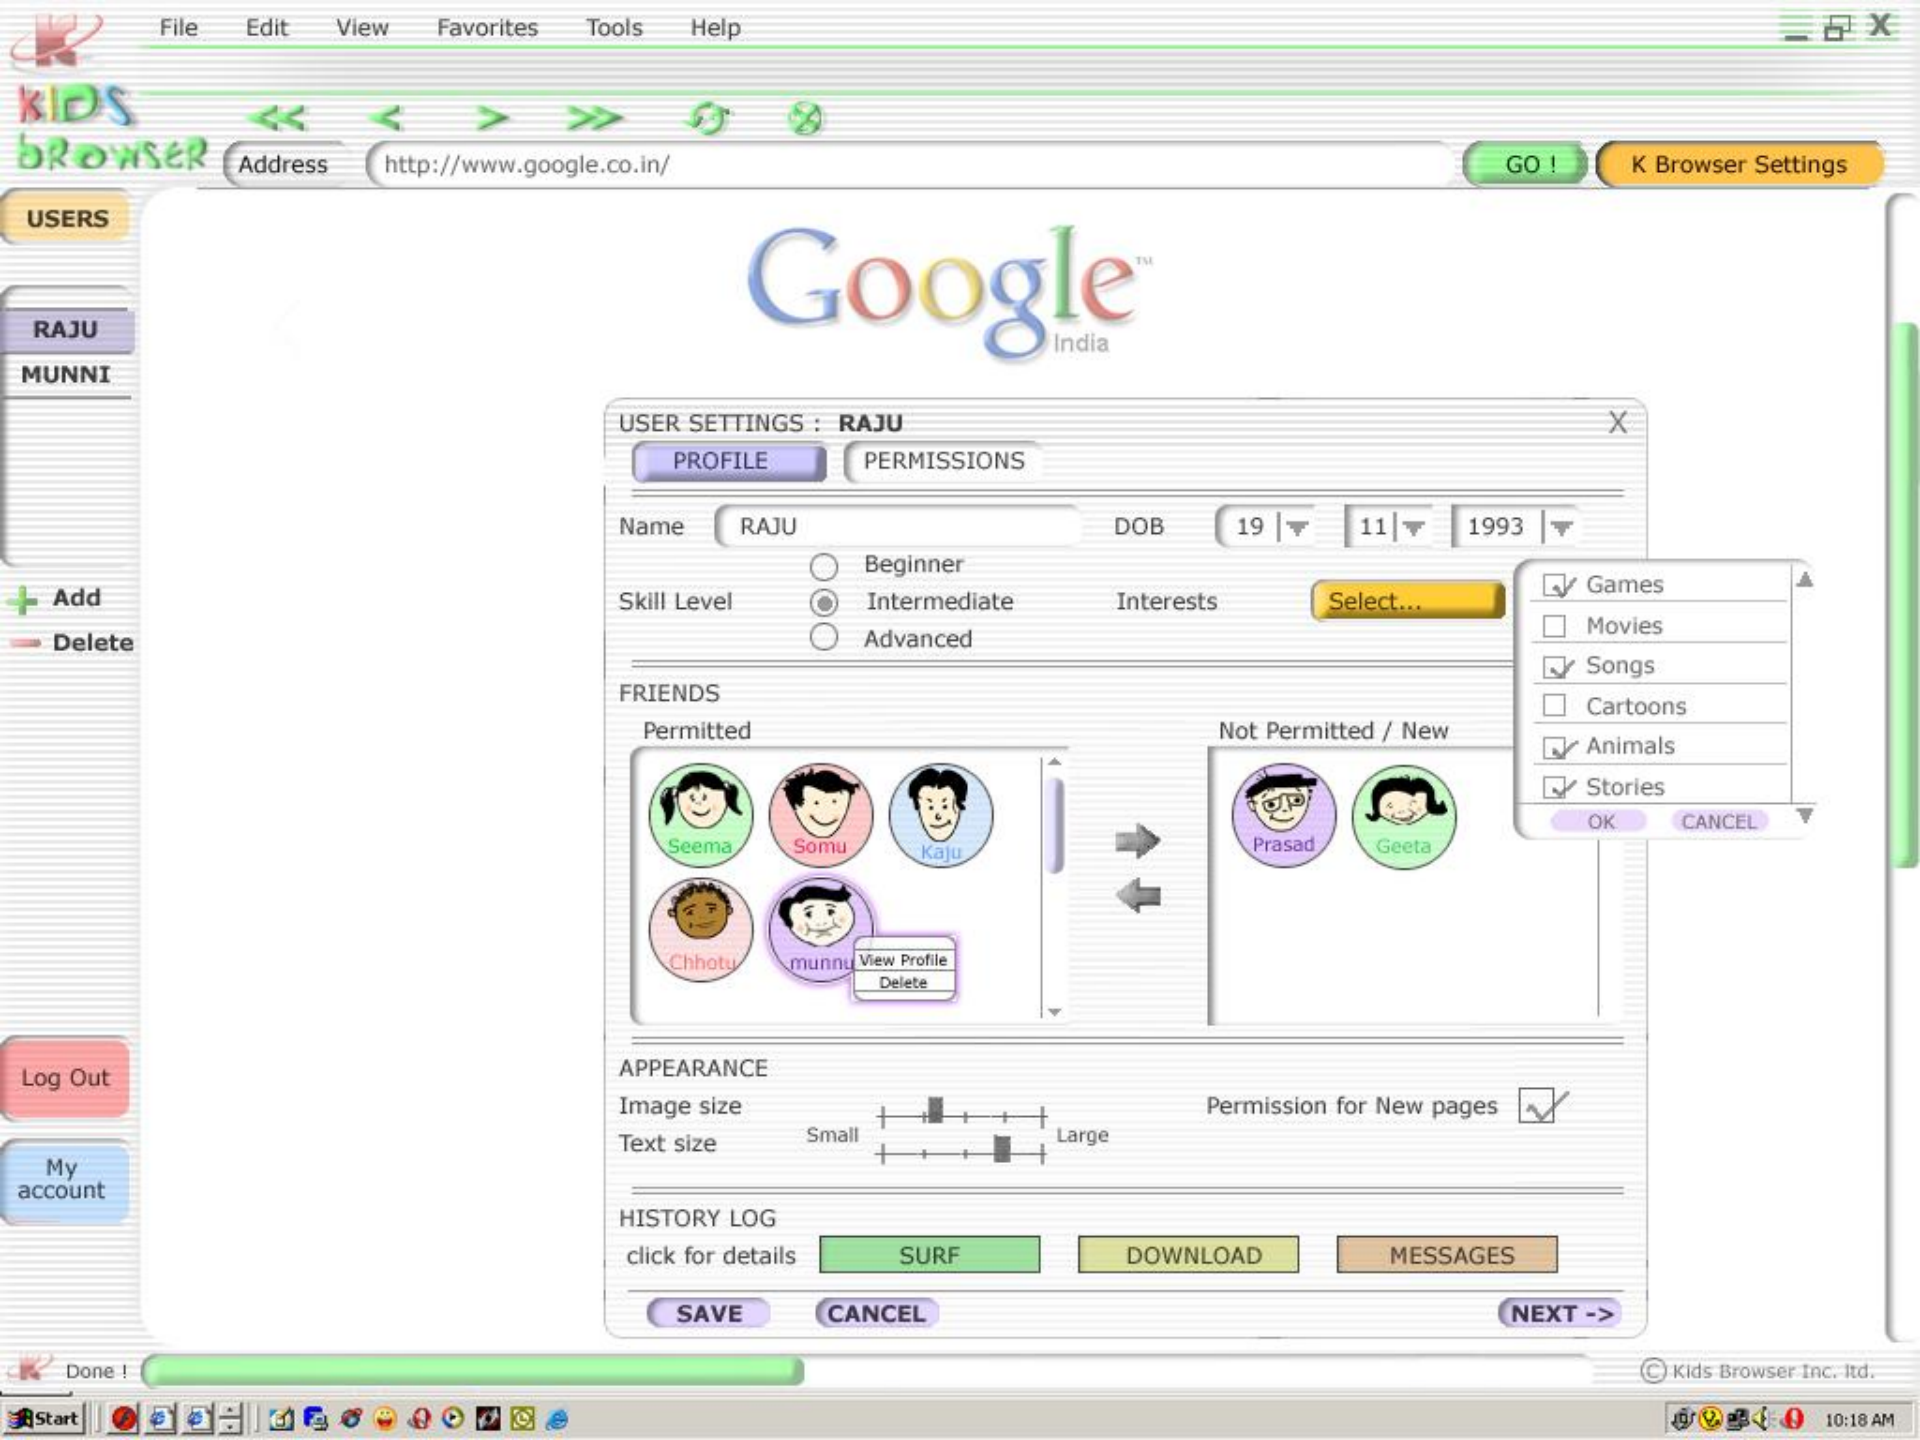 File Edit View Favorites Tools Help
KIDS
BROWSER
Address http://www.google.co.in/ GO ! K Browser Settings
USERS
RAJU
MUNNI
Add
Delete
Log Out
My
account
Google™
India
USER SETTINGS : RAJU X
PROFILE PERMISSIONS
Name RAJU DOB 19 11 1993
Beginner
Skill Level Intermediate Interests Select...
Advanced
Games
Movies
Songs
Cartoons
Animals
Stories
OK CANCEL
FRIENDS
Permitted Not Permitted / New
Seema Somu Kaju Prasad Geeta
Chhotu munnu
View Profile
Delete
APPEARANCE
Image size Permission for New pages
Small Large
Text size
HISTORY LOG
click for details SURF DOWNLOAD MESSAGES
SAVE CANCEL NEXT ->
Done ! © Kids Browser Inc. ltd.
Start 10:18 AM